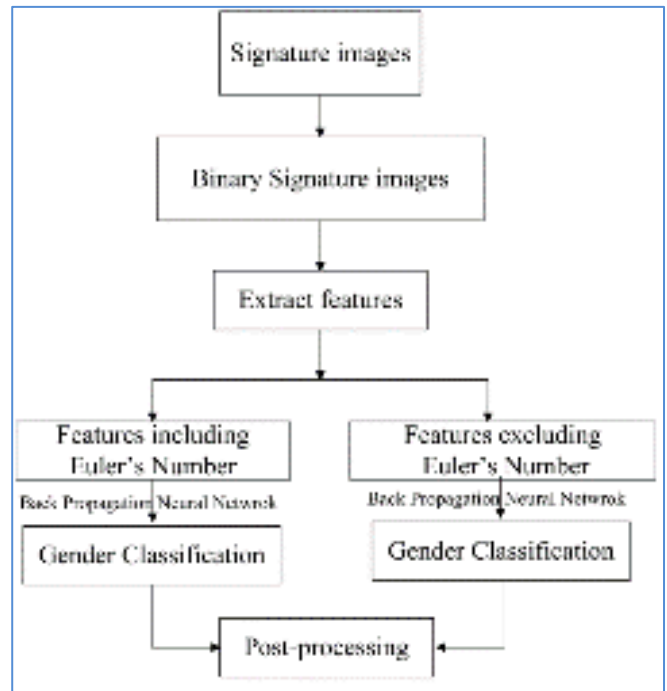 Signature images
Binary Signature images
Extract features
Features including
Euler's Number
Features excluding
Euler's Number
Back Propagation Neural Netwrok
Back Propagation Neural Netwrok
Gender Classification
Gender Classification
Post-processing